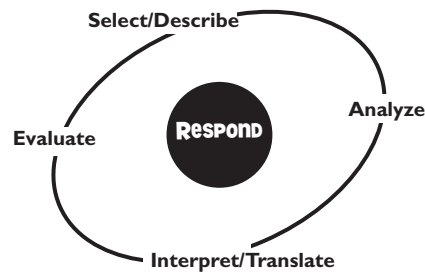 Select/Describe
Analyze
Respond
Evaluate
Interpret/Translate